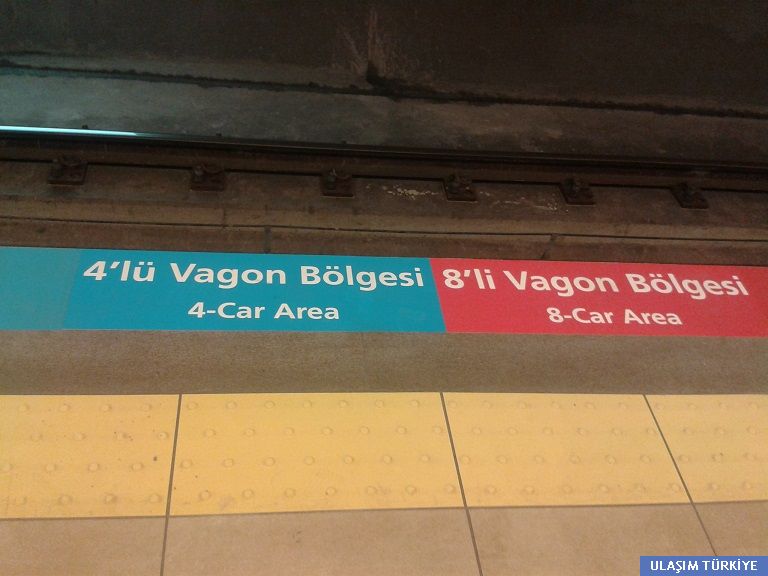 4'lü Vagon Bölgesi
4-Car Area
8'li Vagon Bölgesi
8-Car Area
ULAŞIM TÜRKİYE